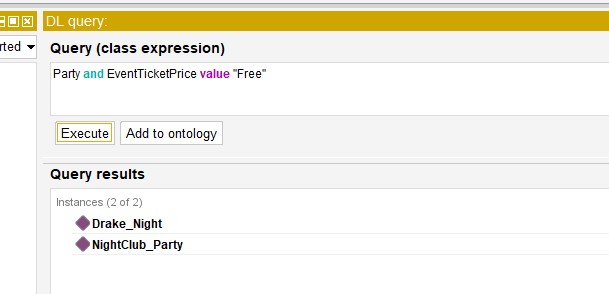 DL query:
rted
Query (class expression)
Party and EventTicketPrice value "Free"
Execute Add to ontology
Query results
Instances (2 of 2)
Drake_Night
NightClub_Party